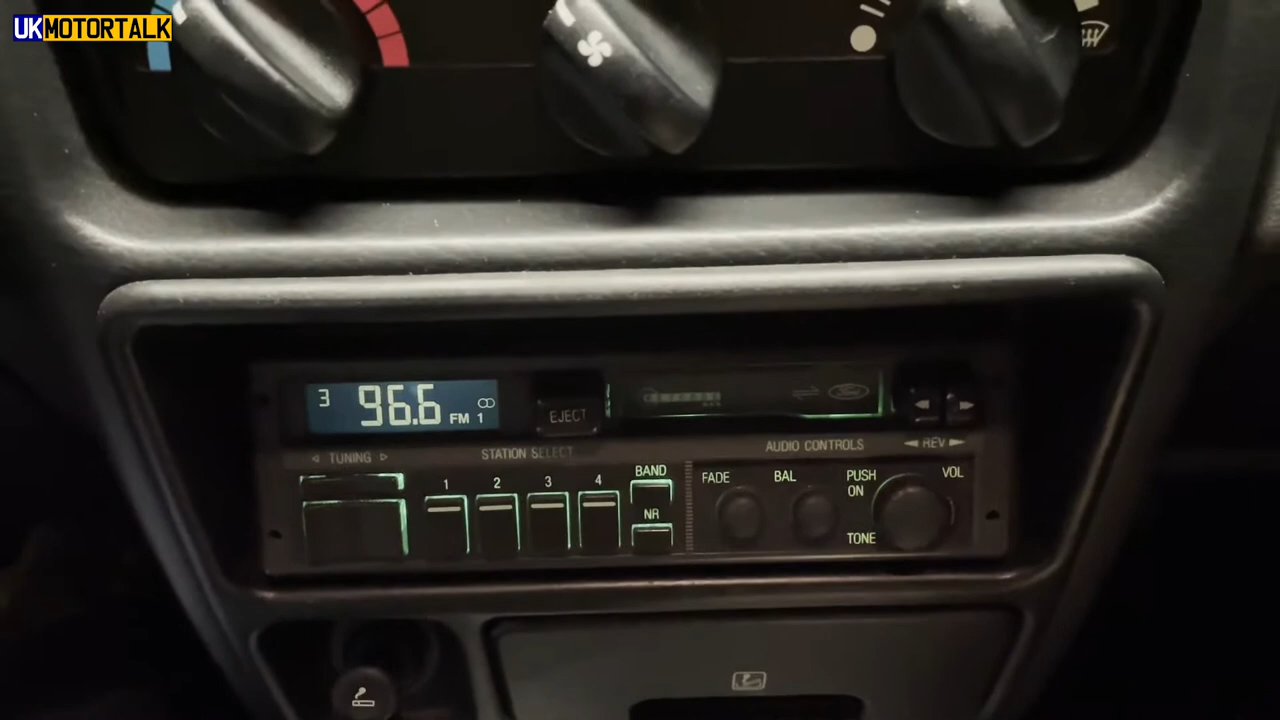 UKMOTORTALK
3 96.6 FM 1
EJECT
Ford
TUNING
STATION SELECT
AUDIO CONTROLS
REV
1 2 3 4
BAND
NR
FADE
BAL
PUSH
ON
VOL
TONE